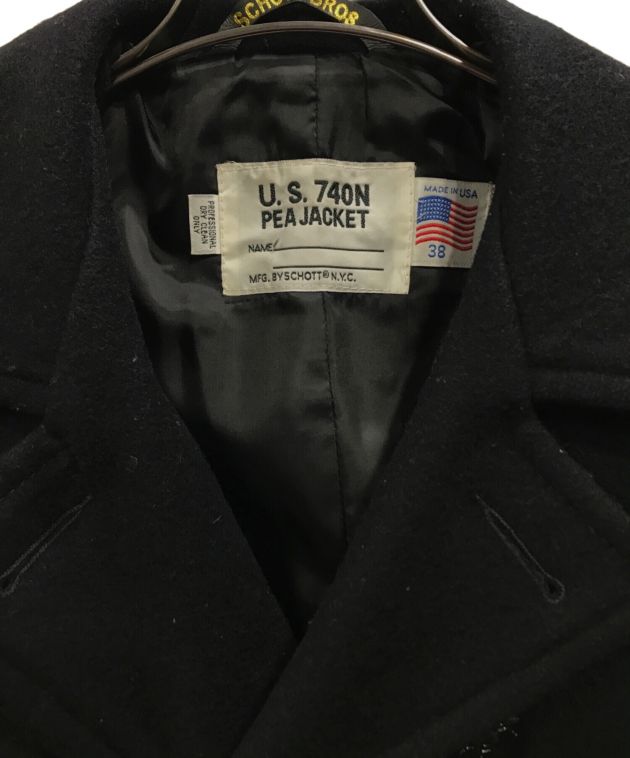 SCHOTT BROS
U.S. 740N
PEA JACKET
NAME
MFG. BY SCHOTT® N.Y.C.
PROFESSIONAL
DRY CLEAN
ONLY
MADE IN USA
38